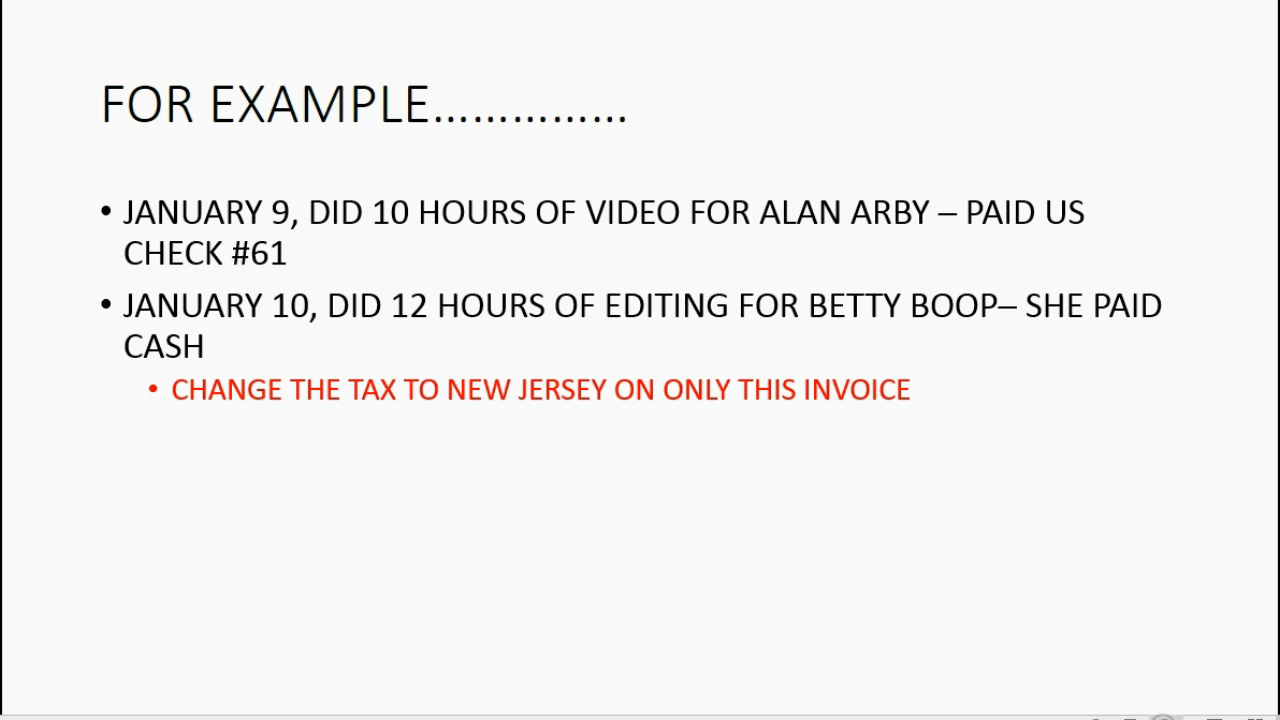 FOR EXAMPLE……………
• JANUARY 9, DID 10 HOURS OF VIDEO FOR ALAN ARBY – PAID US
CHECK #61
• JANUARY 10, DID 12 HOURS OF EDITING FOR BETTY BOOP– SHE PAID
CASH
• CHANGE THE TAX TO NEW JERSEY ON ONLY THIS INVOICE